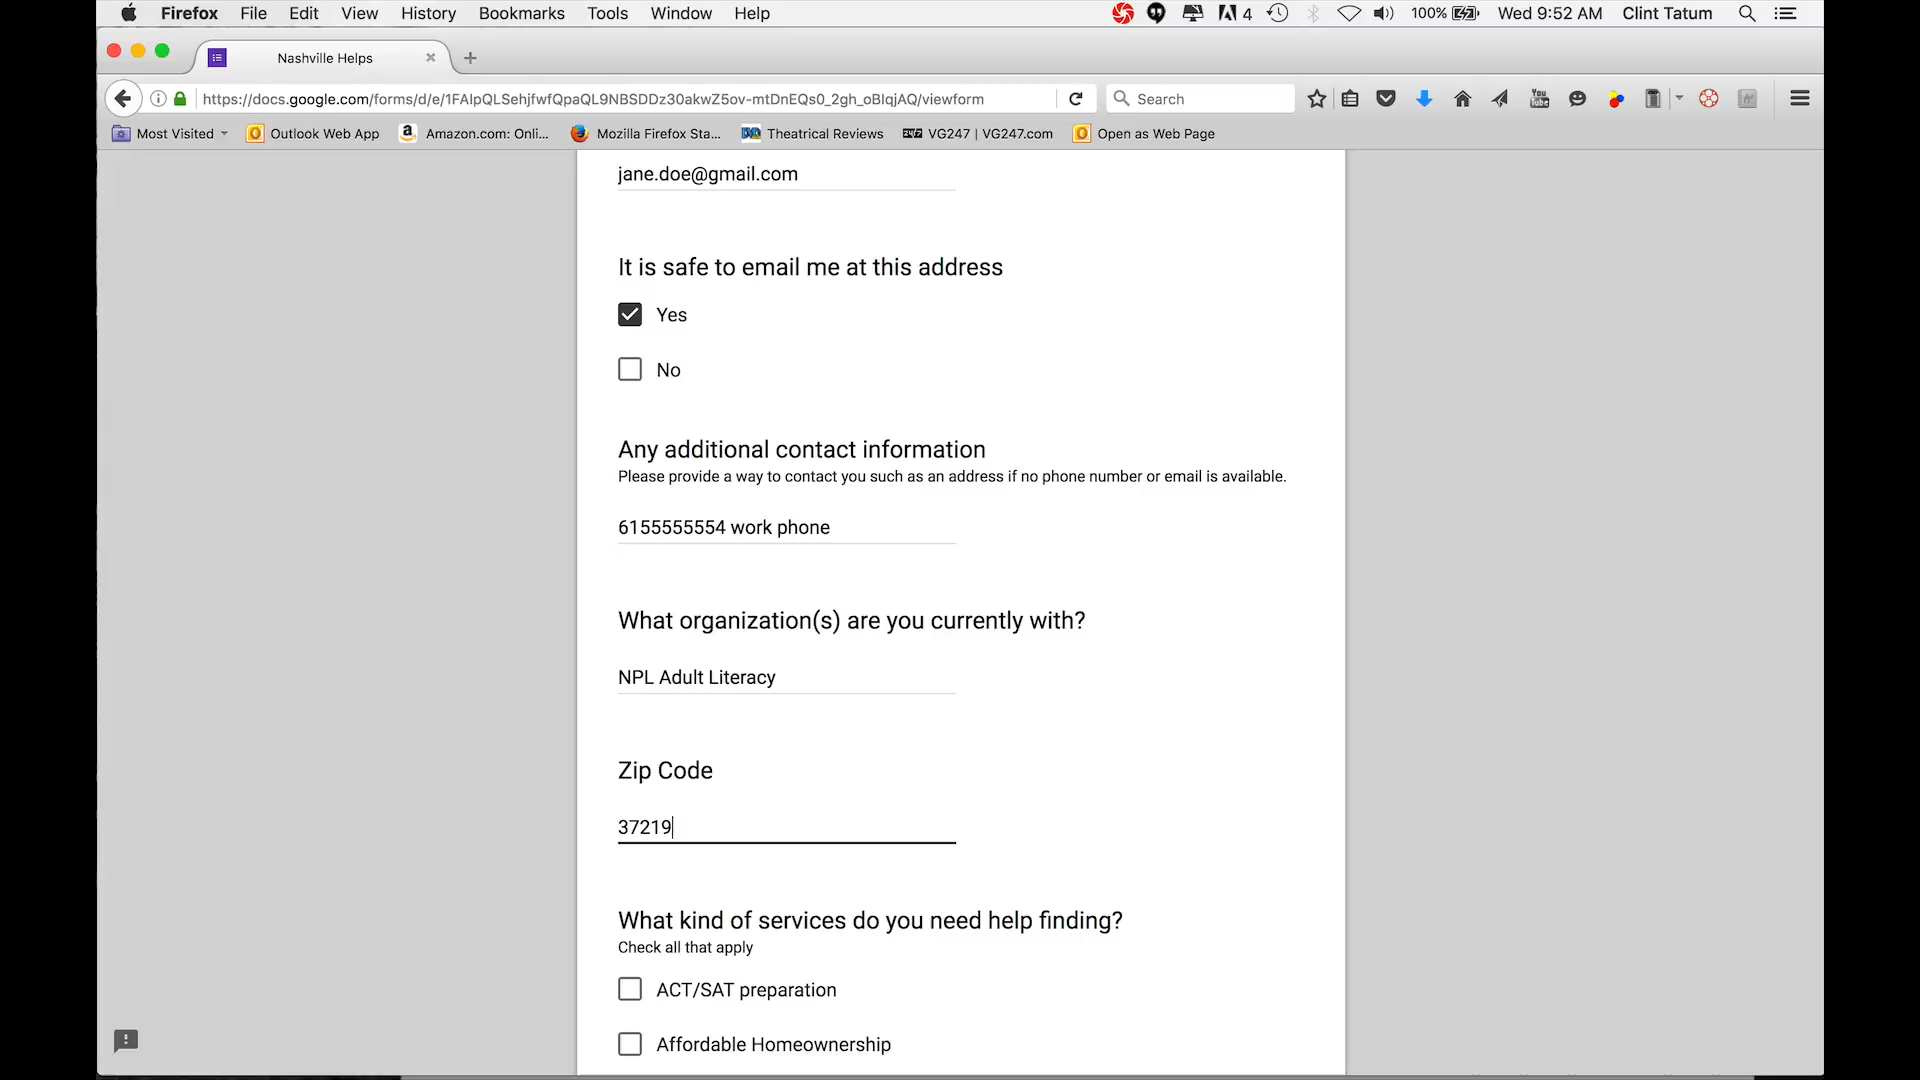 Firefox File Edit View History Bookmarks Tools Window Help 4 100% Wed 9:52 AM Clint Tatum
Nashville Helps
https://docs.google.com/forms/d/e/1FAIpQLSehjfwfQpaQL9NBSDDz30akwZ5ov-mtDnEQs0_2gh_oBIqjAQ/viewform Search You Tube
Most Visited Outlook Web App Amazon.com: Onli... Mozilla Firefox Sta... Theatrical Reviews VG247 | VG247.com Open as Web Page
jane.doe@gmail.com
It is safe to email me at this address
Yes
No
Any additional contact information
Please provide a way to contact you such as an address if no phone number or email is available.
6155555554 work phone
What organization(s) are you currently with?
NPL Adult Literacy
Zip Code
37219
What kind of services do you need help finding?
Check all that apply
ACT/SAT preparation
Affordable Homeownership